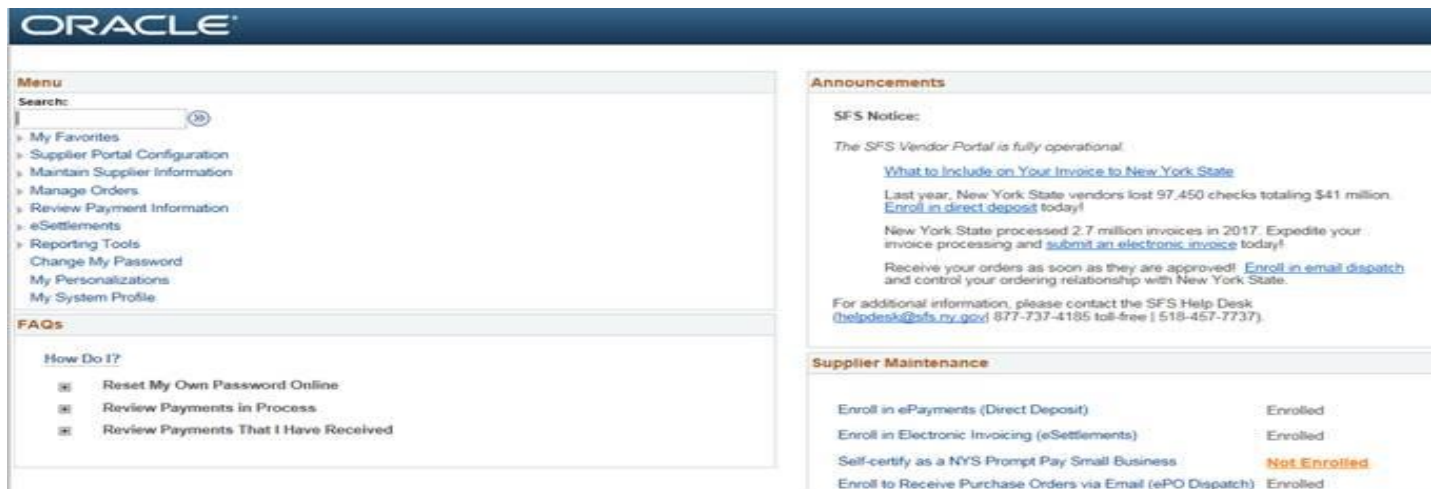 ORACLE
Menu
Search:
My Favorites
Supplier Portal Configuration
Maintain Supplier Information
Manage Orders
Review Payment Information
eSettlements
Reporting Tools
Change My Password
My Personalizations
My System Profile
FAQs
How Do I?
Reset My Own Password Online
Review Payments in Process
Review Payments That I Have Received
Announcements
SFS Notice:
The SFS Vendor Portal is fully operational.
What to Include on Your Invoice to New York State
Last year, New York State vendors lost 97,450 checks totaling $41 million.
Enroll in direct deposit today!
New York State processed 2.7 million invoices in 2017. Expedite your
invoice processing and submit an electronic invoice today!
Receive your orders as soon as they are approved! Enroll in email dispatch
and control your ordering relationship with New York State.
For additional information, please contact the SFS Help Desk
(helpdesk@sfs.ny.gov| 877-737-4185 toll-free | 518-457-7737).
Supplier Maintenance
Enroll in ePayments (Direct Deposit) Enrolled
Enroll in Electronic Invoicing (eSettlements) Enrolled
Self-certify as a NYS Prompt Pay Small Business Not Enrolled
Enroll to Receive Purchase Orders via Email (ePO Dispatch) Enrolled